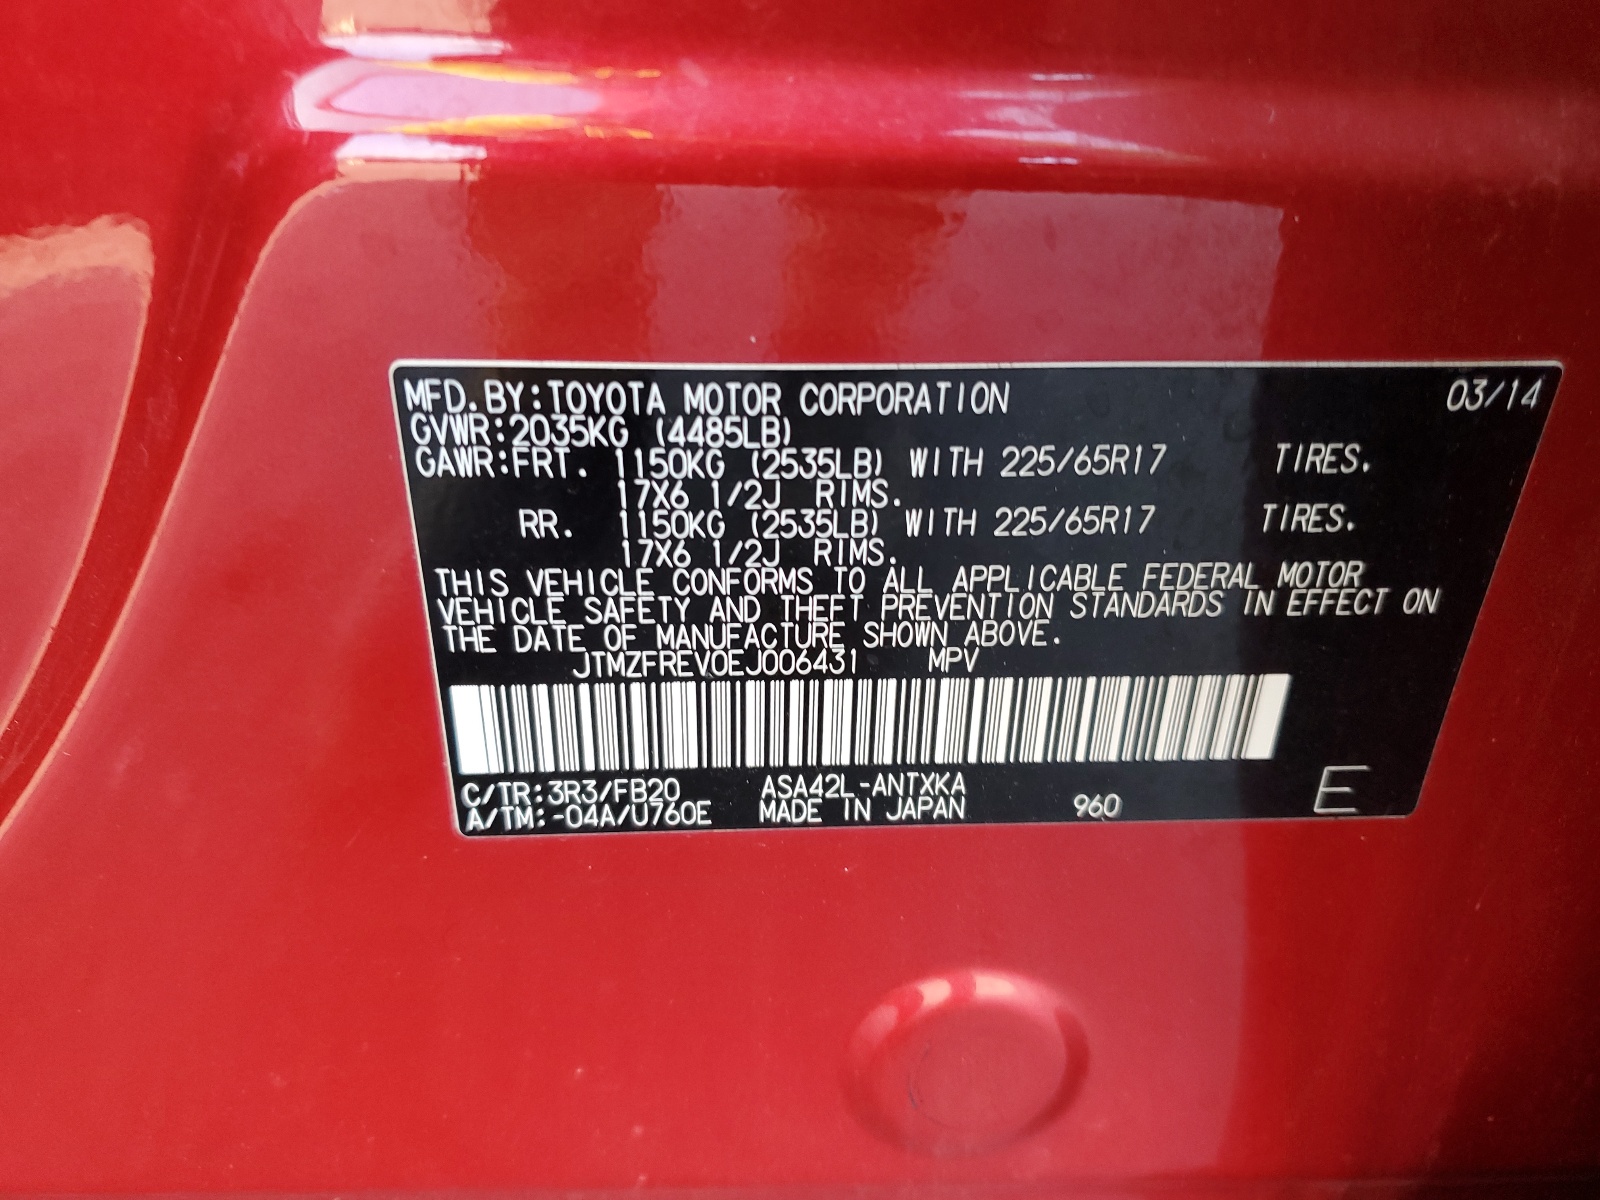 MFD. BY: TOYOTA MOTOR CORPORATION 03/14
GVWR: 2035KG (4485LB)
GAWR: FRT. 1150KG (2535LB) WITH 225/65R17 TIRES.
17X6 1/2J RIMS.
RR. 1150KG (2535LB) WITH 225/65R17 TIRES.
17X6 1/2J RIMS.
THIS VEHICLE CONFORMS TO ALL APPLICABLE FEDERAL MOTOR
VEHICLE SAFETY AND THEFT PREVENTION STANDARDS IN EFFECT ON
THE DATE OF MANUFACTURE SHOWN ABOVE.
JTMZFREV0EJ006431 MPV
C/TR: 3R3/FB20 ASA42L-ANTXKA
A/TM: -04A/U760E MADE IN JAPAN 960 E